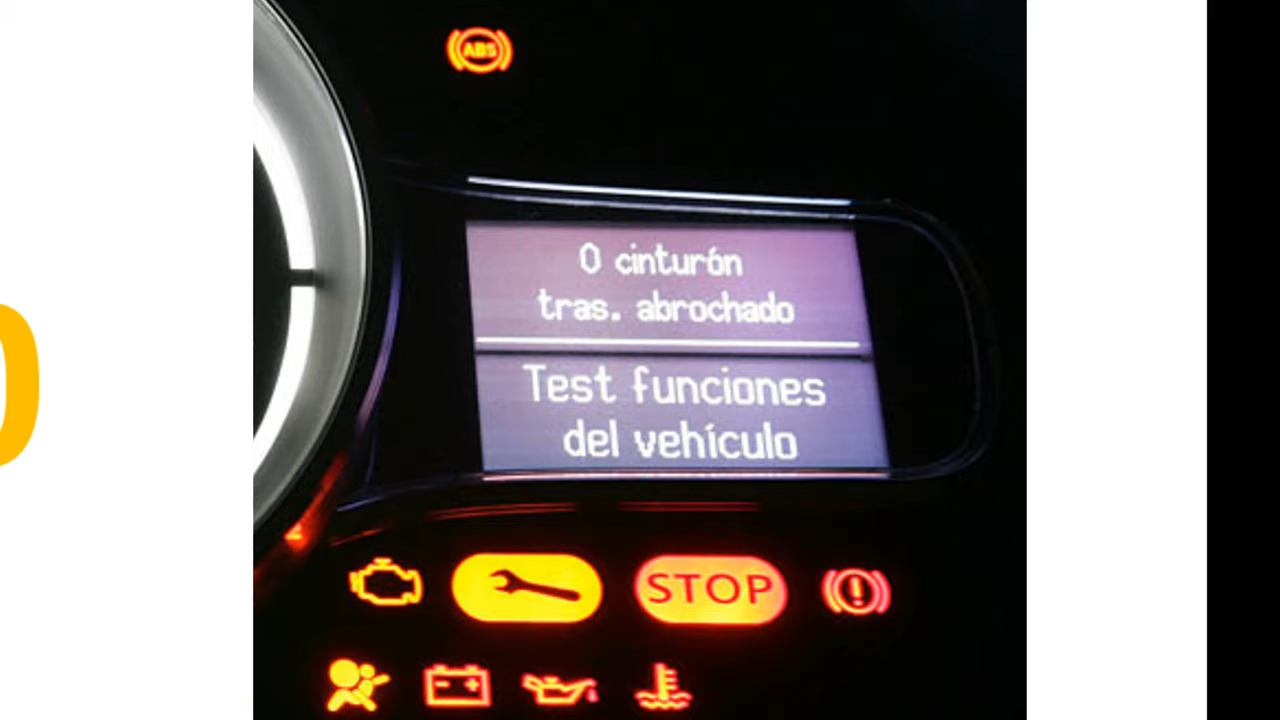 ABS
0 cinturón
tras. abrochado
Test funciones
del vehículo
STOP